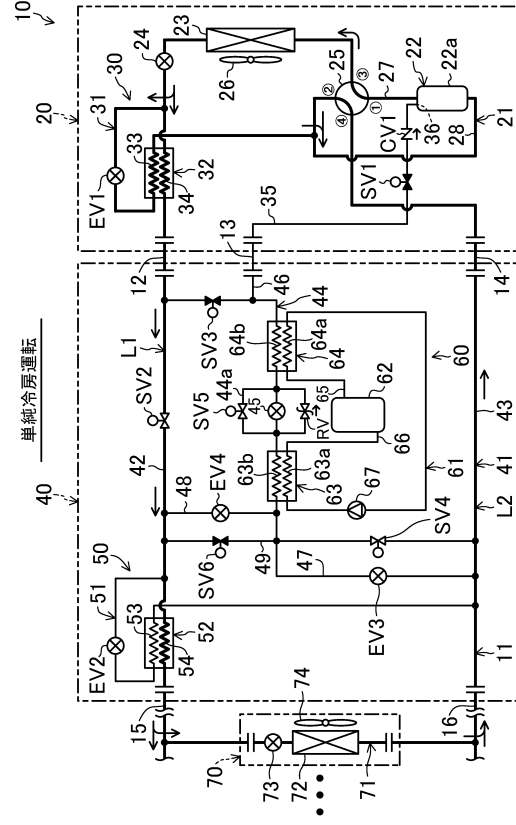 単純冷房運転
10
20
40
23
24
26
30
31
EV1
33
34
32
25
②
③
①
④
27
22
22a
36
28
21
CV1
SV1
35
12
13
14
46
44
SV3
L1
SV2
42
64b
64a
64
44a
SV5
45
RV
65
62
66
60
61
63b
63a
63
67
48
EV4
43
41
L2
SV4
49
SV6
47
EV3
50
51
EV2
53
54
52
11
15
16
74
70
73
72
71